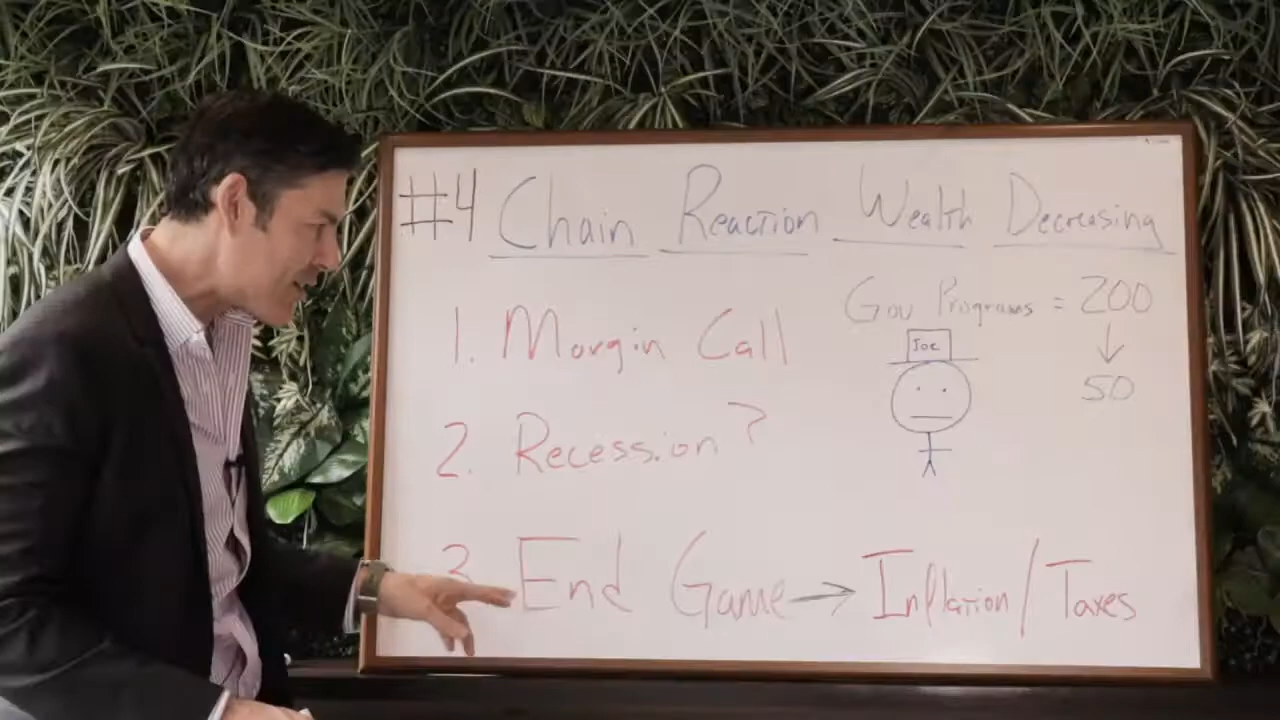 #4 Chain Reaction Wealth Decreasing
1. Margin Call
Gov Programs = 200
↓
50
Joe
2. Recession?
3. End Game → Inflation/Taxes